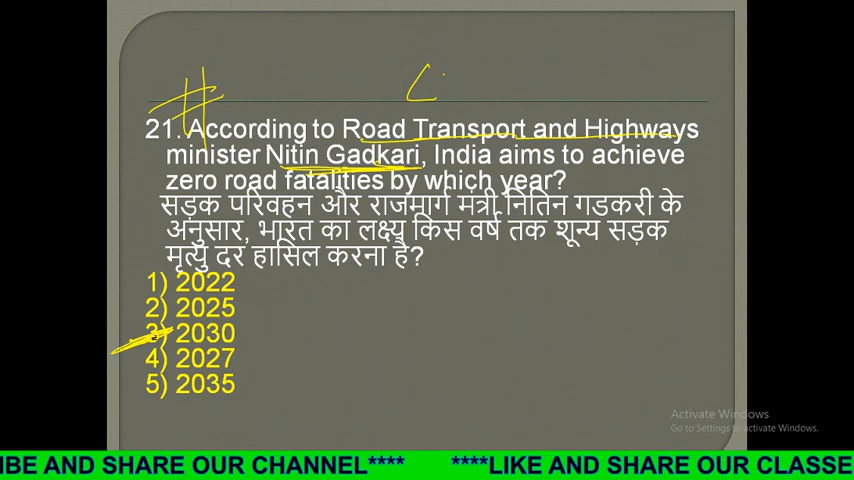 21. According to Road Transport and Highways
minister Nitin Gadkari, India aims to achieve
zero road fatalities by which year?
सड़क परिवहन और राजमार्ग मंत्री नितिन गडकरी के
अनुसार, भारत का लक्ष्य किस वर्ष तक शून्य सड़क
मृत्यु दर हासिल करना है?
1) 2022
2) 2025
3) 2030
4) 2027
5) 2035
Activate Windows
Go to Settings to activate Windows.
IBE AND SHARE OUR CHANNEL**** ****LIKE AND SHARE OUR CLASSE